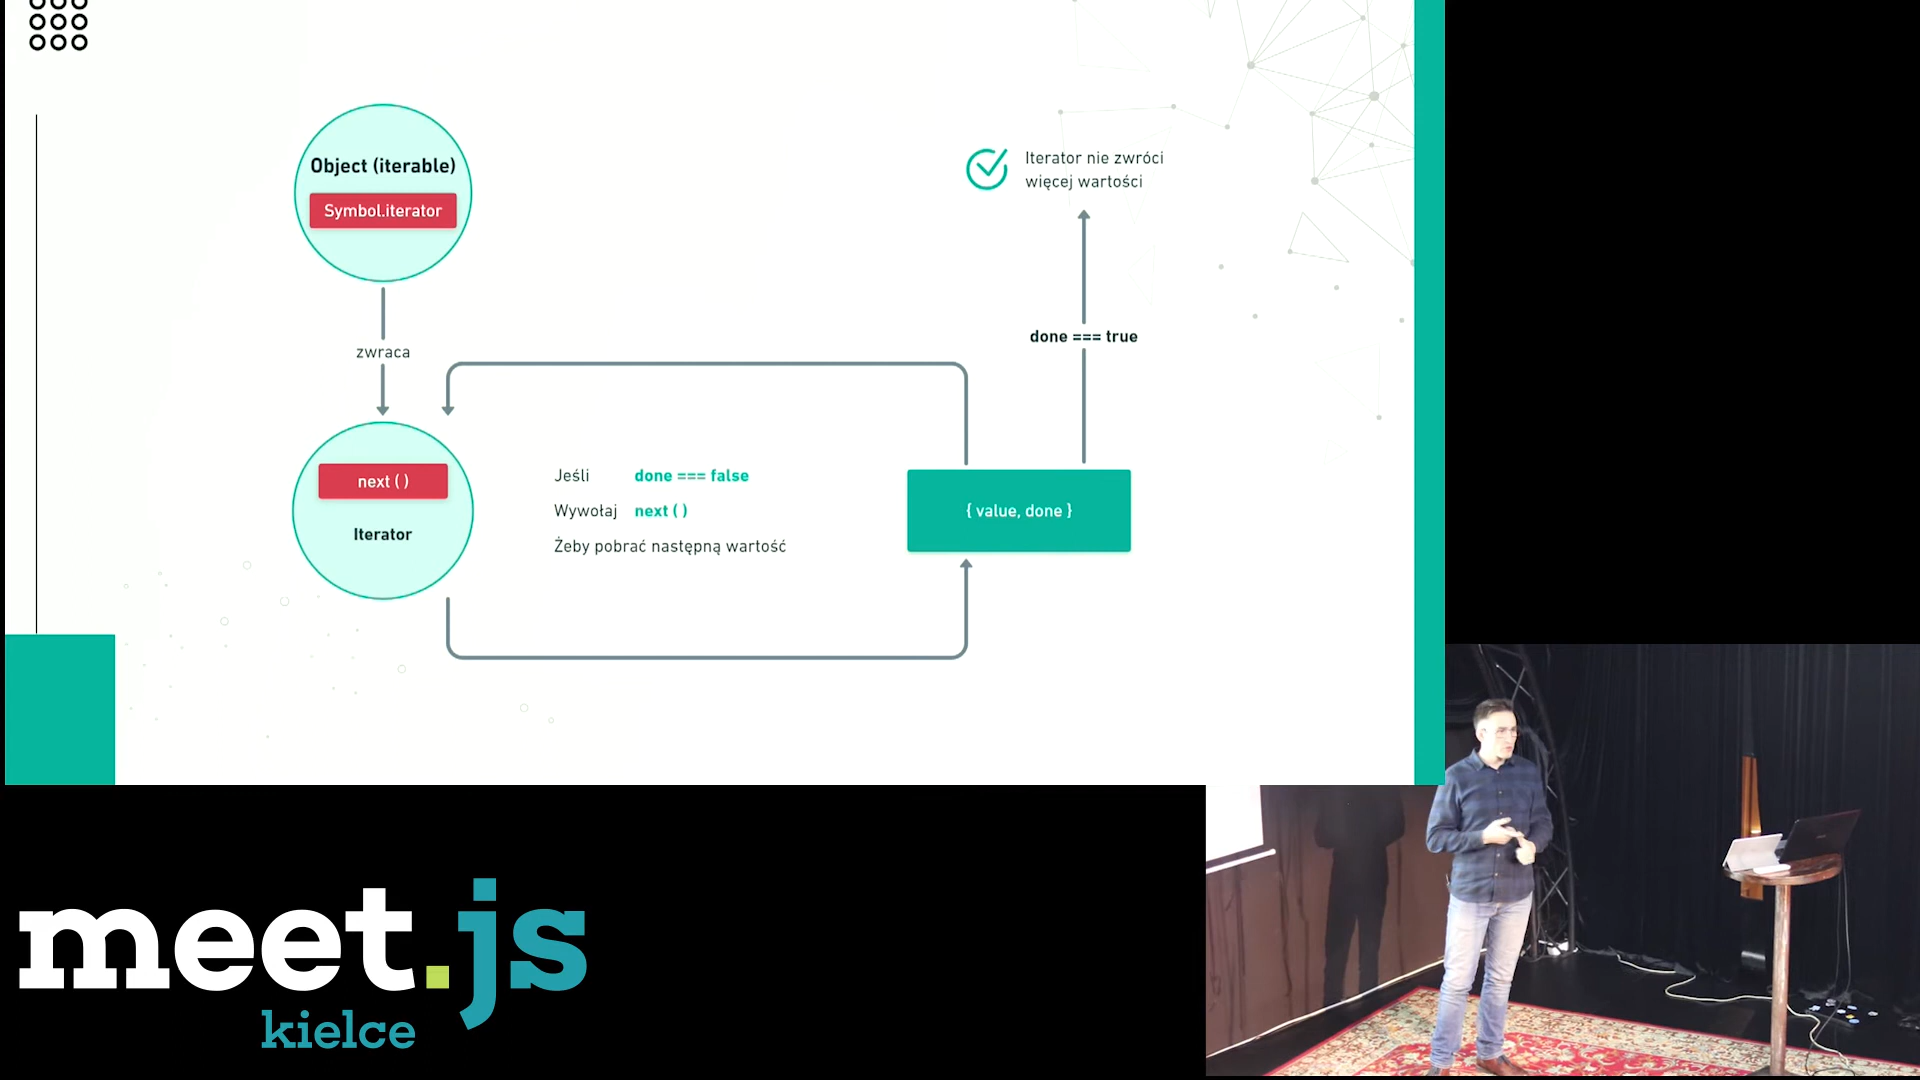 Object (iterable)
Symbol.iterator
zwraca
next ( )
Iterator
Jeśli done === false
Wywołaj next ( )
Żeby pobrać następną wartość
{ value, done }
done === true
Iterator nie zwróci
więcej wartości
meet.js
kielce